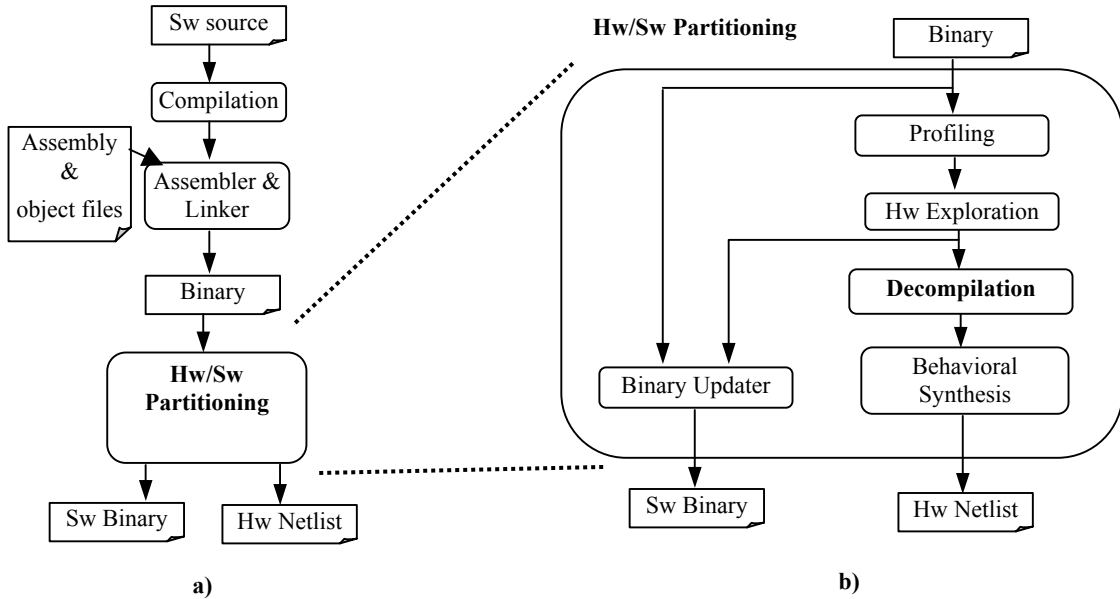 Sw source
Compilation
Assembly
&
object files
Assembler &
Linker
Binary
Hw/Sw
Partitioning
Sw Binary
Hw Netlist
a)
Hw/Sw Partitioning
Binary
Profiling
Hw Exploration
Decompilation
Binary Updater
Behavioral
Synthesis
Sw Binary
Hw Netlist
b)